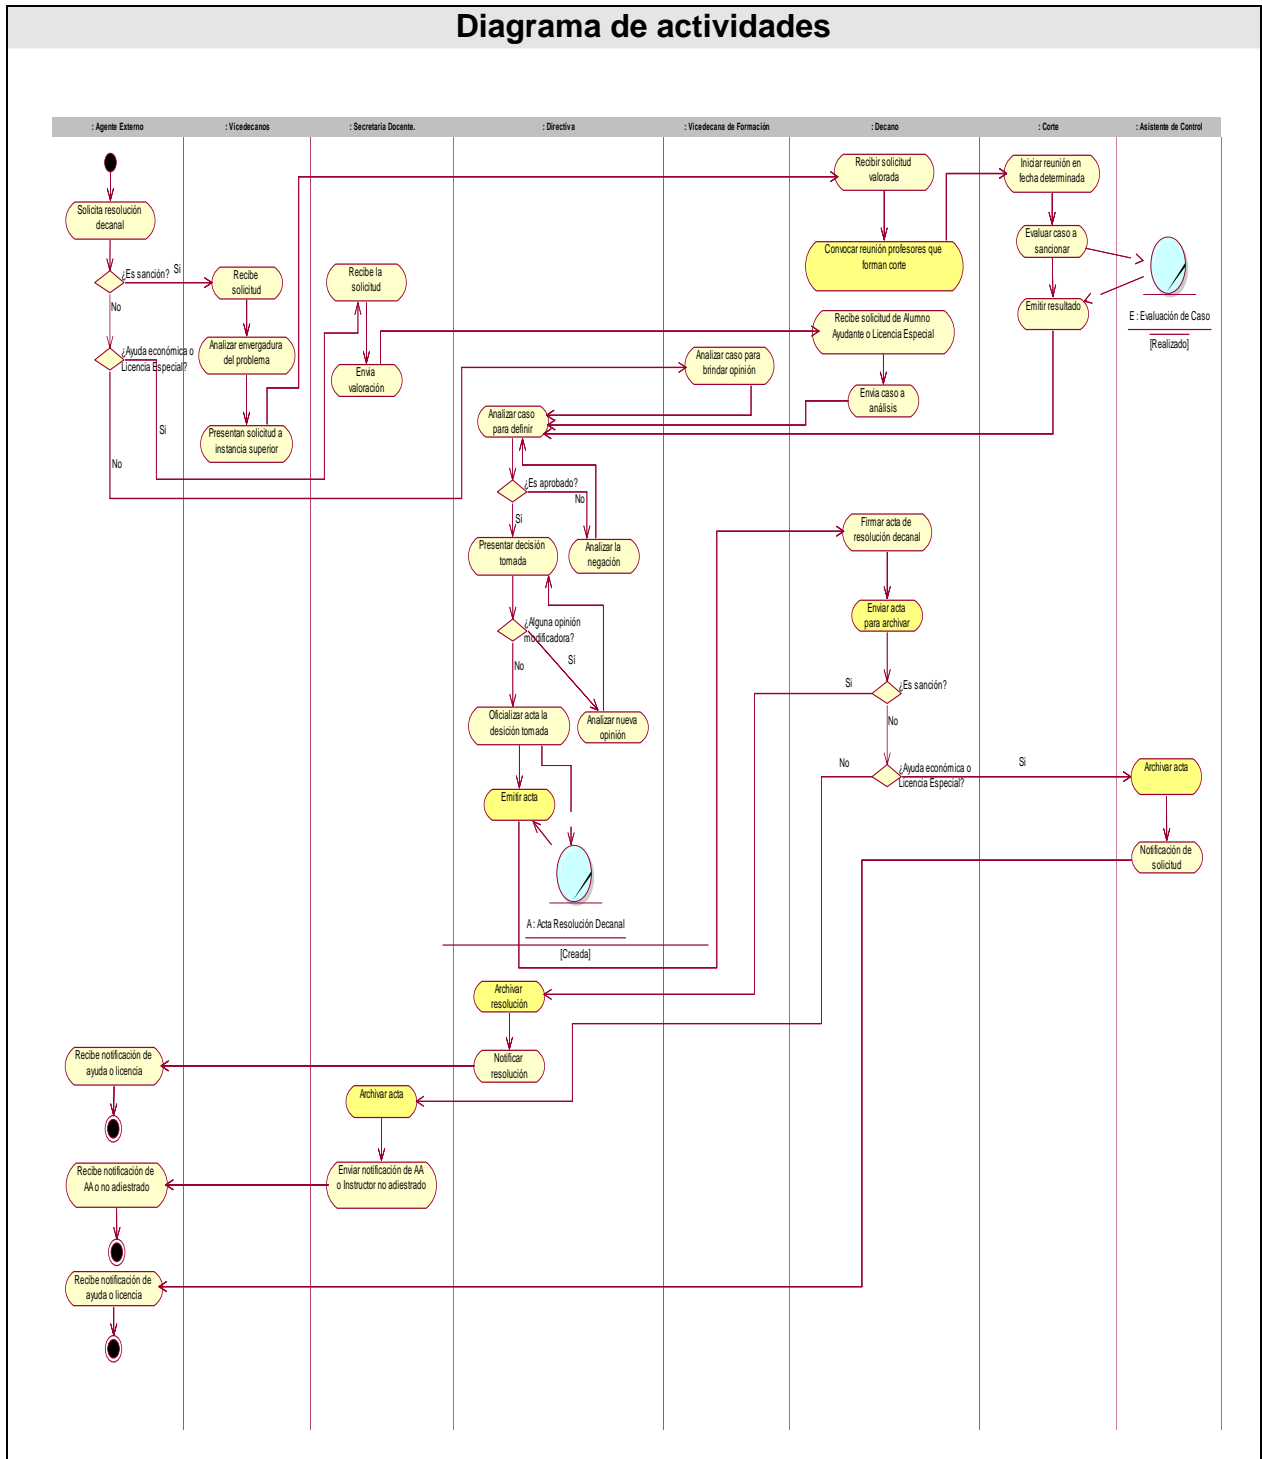 Diagrama de actividades
: Agente Externo
: Vicedecanos
: Secretaria Docente.
: Directiva
: Vicedecana de Formación
: Decano
: Corte
: Asistente de Control
Solicita resolución
decanal
¿Es sanción?
Si
No
¿Ayuda económica o
Licencia Especial?
Si
No
Recibe
solicitud
Analizar envergadura
del problema
Presentan solicitud a
instancia superior
Recibe la
solicitud
Envia
valoración
Recibir solicitud
valorada
Convocar reunión profesores que
forman corte
Recibe solicitud de Alumno
Ayudante o Licencia Especial
Envia caso a
análisis
Iniciar reunión en
fecha determinada
Evaluar caso a
sancionar
Emitir resultado
E : Evaluación de Caso
[Realizado]
Analizar caso para
brindar opinión
Analizar caso
para definir
¿Es aprobado?
No
Sí
Presentar decisión
tomada
Analizar la
negación
¿Alguna opinión
modificadora?
Sí
No
Oficializar acta la
desición tomada
Analizar nueva
opinión
Emitir acta
A : Acta Resolución Decanal
[Creada]
Firmar acta de
resolución decanal
Enviar acta
para archivar
Si
¿Es sanción?
No
No
¿Ayuda económica o
Licencia Especial?
Si
Archivar acta
Notificación de
solicitud
Archivar
resolución
Notificar
resolución
Recibe notificación de
ayuda o licencia
Archivar acta
Enviar notificación de AA
o Instructor no adiestrado
Recibe notificación de
AA o no adiestrado
Recibe notificación de
ayuda o licencia